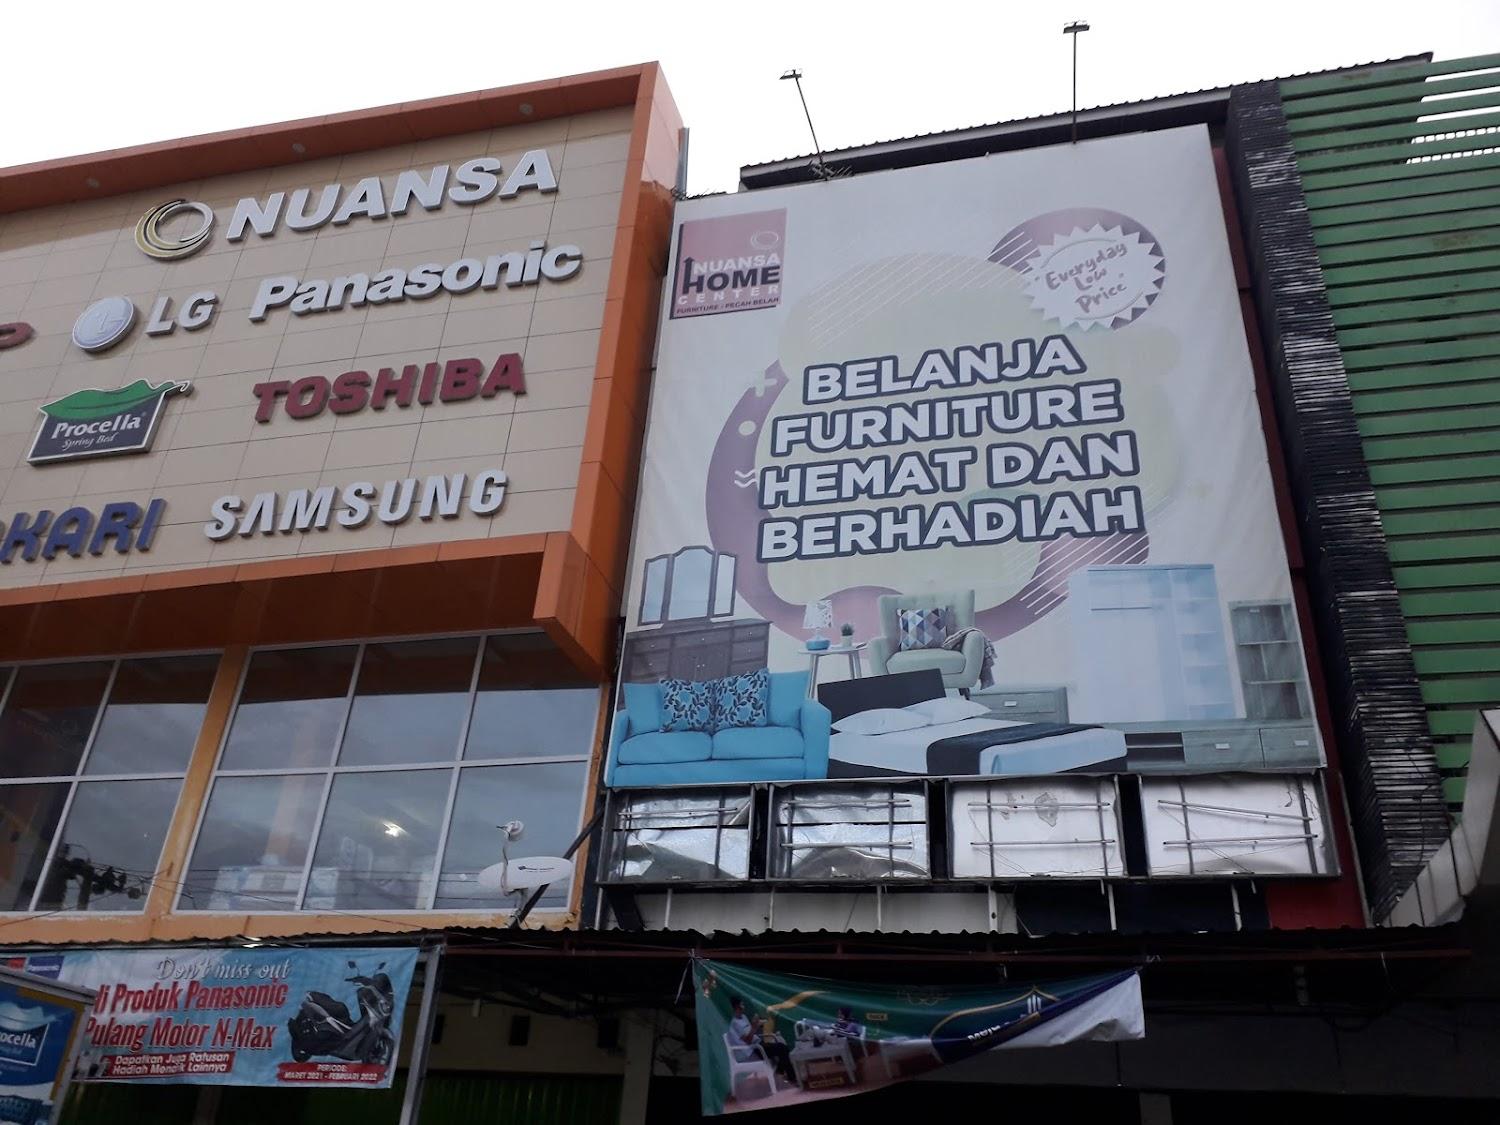 NUANSA
LG Panasonic
Procella
Spring Bed
TOSHIBA
KARI
SAMSUNG
NUANSA
HOME
CENTER
FURNITURE - PECAH BELAH
"Everyday
Low
Price"
BELANJA
FURNITURE
HEMAT DAN
BERHADIAH
Don't miss out
li Produk Panasonic
Pulang Motor N-Max
Dapatkan Juga Ratusan
Hadiah Menarik Lainnya
PERIODE:
MARET 2021 - FEBRUARI 2022